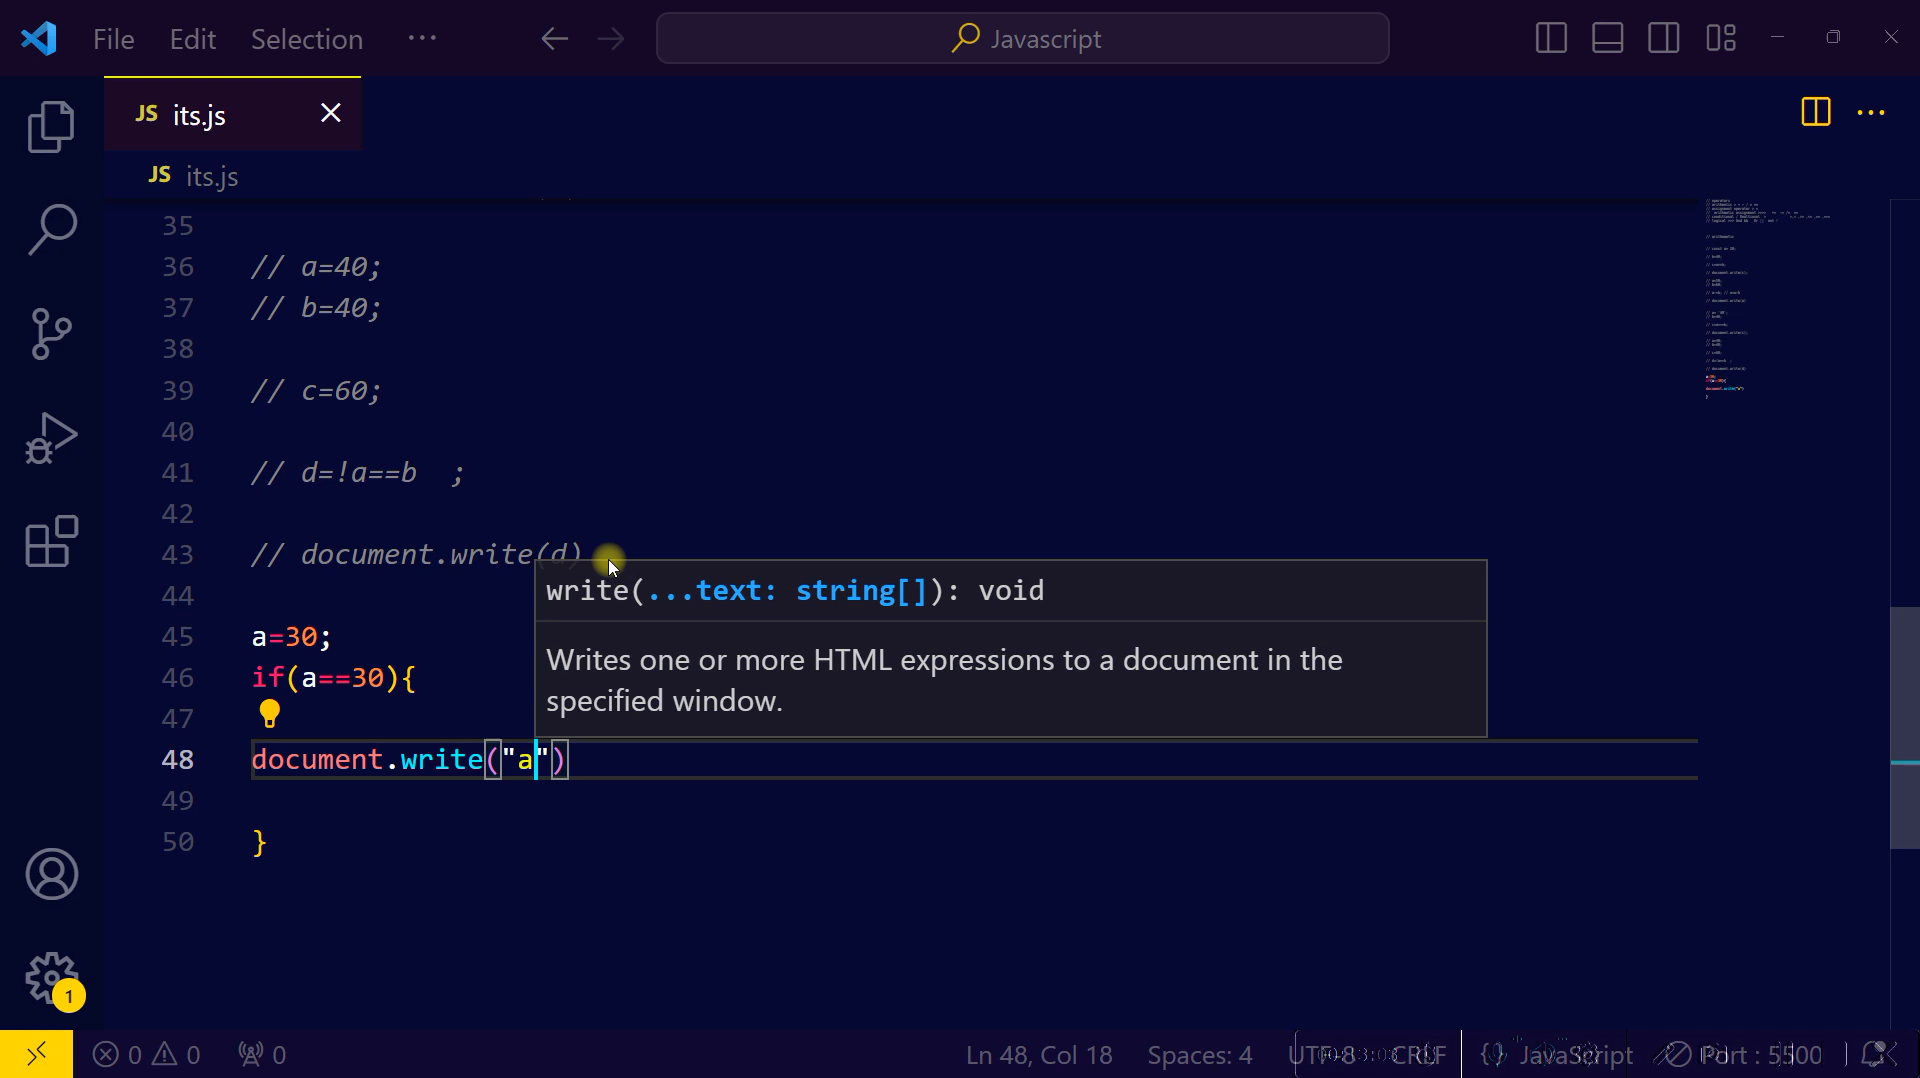 File Edit Selection ··· Javascript
JS its.js
JS its.js
35
36 // a=40;
37 // b=40;
38
39 // c=60;
40
41 // d=!a==b  ;
42
43 // document.write(d)
44
write(...text: string[]): void
45 a=30;
46 if(a==30){
Writes one or more HTML expressions to a document in the
specified window.
47
48 document.write("a")
49
50 }
1
0 0 0 Ln 48, Col 18 Spaces: 4 UTF-8 CRLF {} JavaScript Port : 5500